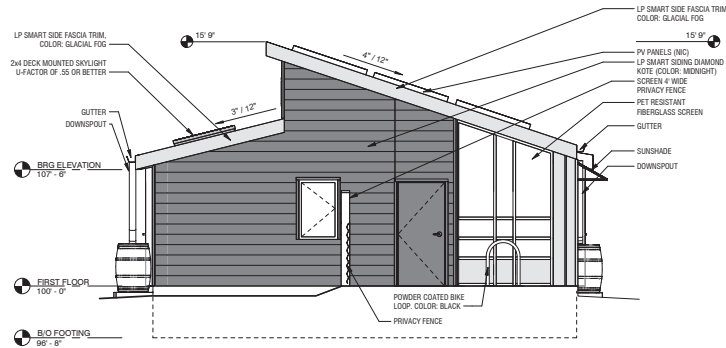 LP SMART SIDE FASCIA TRIM,
COLOR: GLACIAL FOG
2x4 DECK MOUNTED SKYLIGHT
U-FACTOR OF .55 OR BETTER
GUTTER
DOWNSPOUT
15' 9"
4" / 12"
3" / 12"
LP SMART SIDE FASCIA TRIM
COLOR: GLACIAL FOG
15' 9"
PV PANELS (NIC)
LP SMART SIDING DIAMOND
KOTE (COLOR: MIDNIGHT)
SCREEN 4' WIDE
PRIVACY FENCE
PET RESISTANT
FIBERGLASS SCREEN
GUTTER
SUNSHADE
DOWNSPOUT
BRG ELEVATION
107' - 6"
FIRST FLOOR
100' - 0"
POWDER COATED BIKE
LOOP. COLOR: BLACK
PRIVACY FENCE
B/O FOOTING
96' - 8"